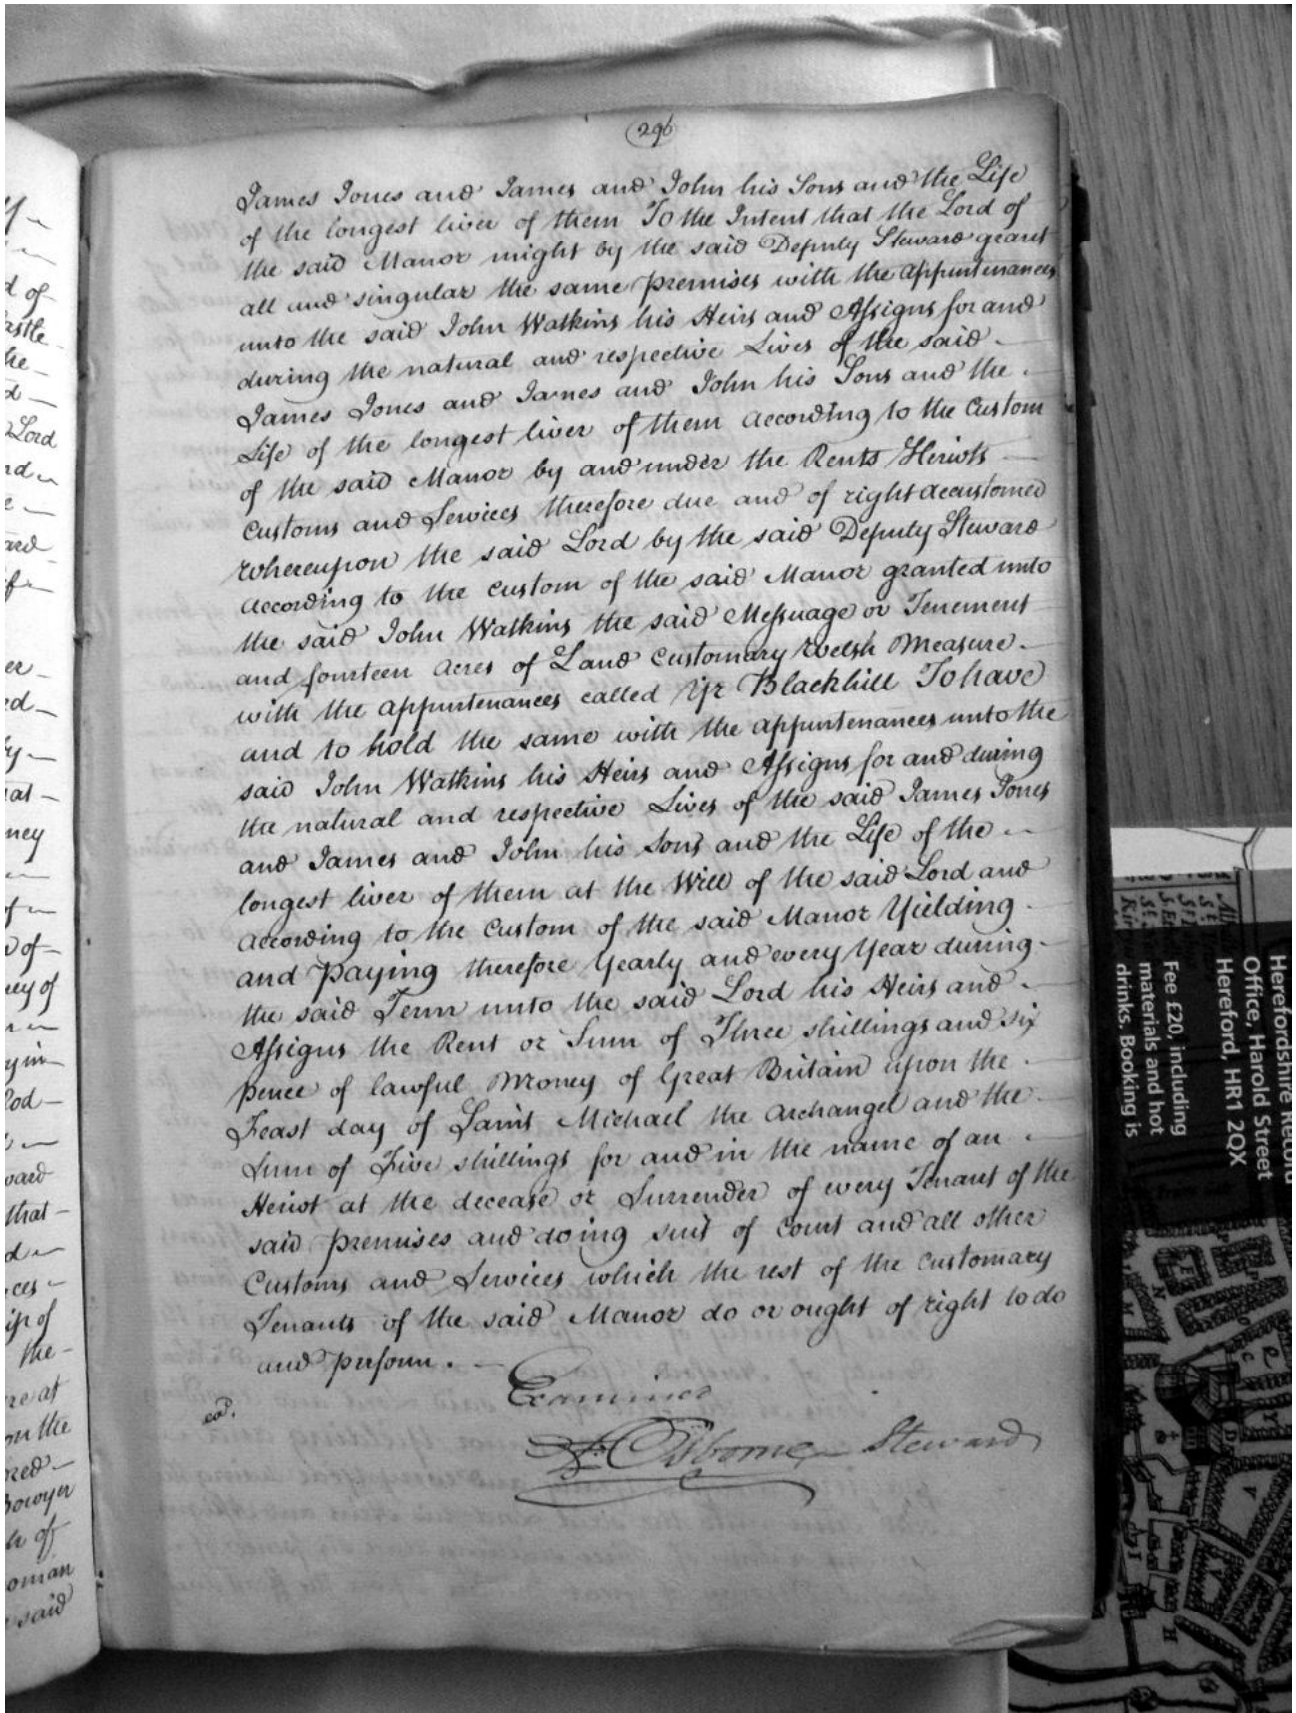 296
James Jones and James and John his Sons and the Life
of the longest liver of them To the Intent that the Lord of
the said Manor might by the said Deputy Steward grant
all and singular the same premises with the appurtenances
unto the said John Watkins his Heirs and Assigns for and
during the natural and respective Lives of the said
James Jones and James and John his Sons and the
Life of the longest liver of them according to the Custom
of the said Manor by and under the Rents Heriots
Customs and Services therefore due and of right accustomed
whereupon the said Lord by the said Deputy Steward
according to the custom of the said Manor granted unto
the said John Watkins the said Messuage or Tenement
and fourteen acres of Land Customary Welsh Measure
with the appurtenances called Blackhill To have
and to hold the same with the appurtenances unto the
said John Watkins his Heirs and Assigns for and during
the natural and respective Lives of the said James Jones
and James and John his Sons and the Life of the
longest liver of them at the Will of the said Lord and
according to the Custom of the said Manor Yielding
and paying therefore Yearly and every Year during
the said Term unto the said Lord his Heirs and
Assigns the Rent or Sum of Three shillings and six
pence of lawful Money of Great Britain upon the
Feast day of Saint Michael the Archangel and the
Sum of Five shillings for and in the name of an
Heriot at the decease or Surrender of every Tenant of the
said premises and doing suit of Court and all other
Customs and Services which the rest of the Customary
Tenants of the said Manor do or ought of right to do
and perform.
Examined
Osborne Steward
Herefordshire Record
Office, Harold Street
Hereford, HR1 2QX
Fee £20, including
materials and hot
drinks. Booking is